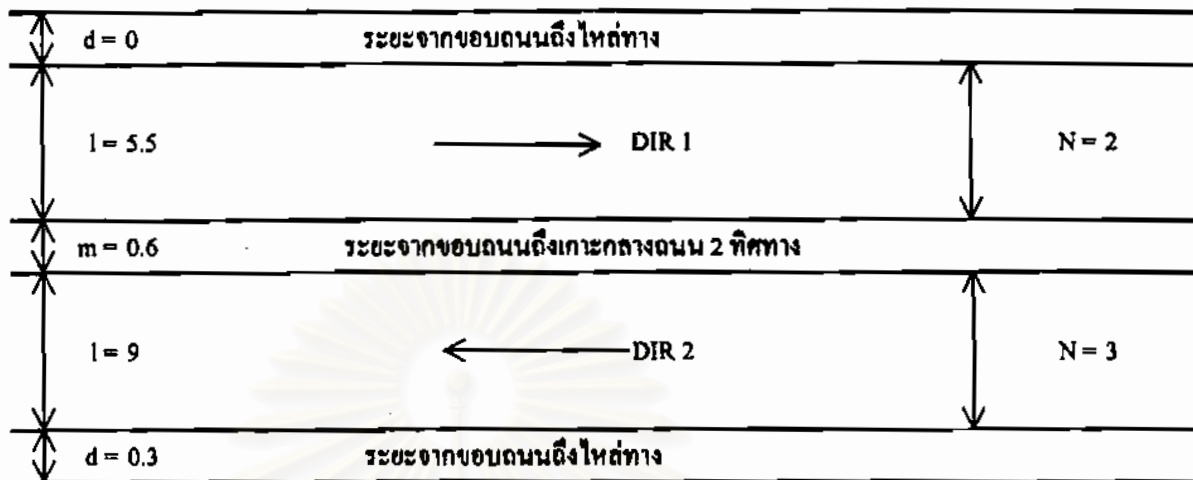 d = 0 ระยะจากขอบถนนถึงไหล่ทาง
l = 5.5 DIR 1 N = 2
m = 0.6 ระยะจากขอบถนนถึงเกาะกลางถนน 2 ทิศทาง
l = 9 DIR 2 N = 3
d = 0.3 ระยะจากขอบถนนถึงไหล่ทาง